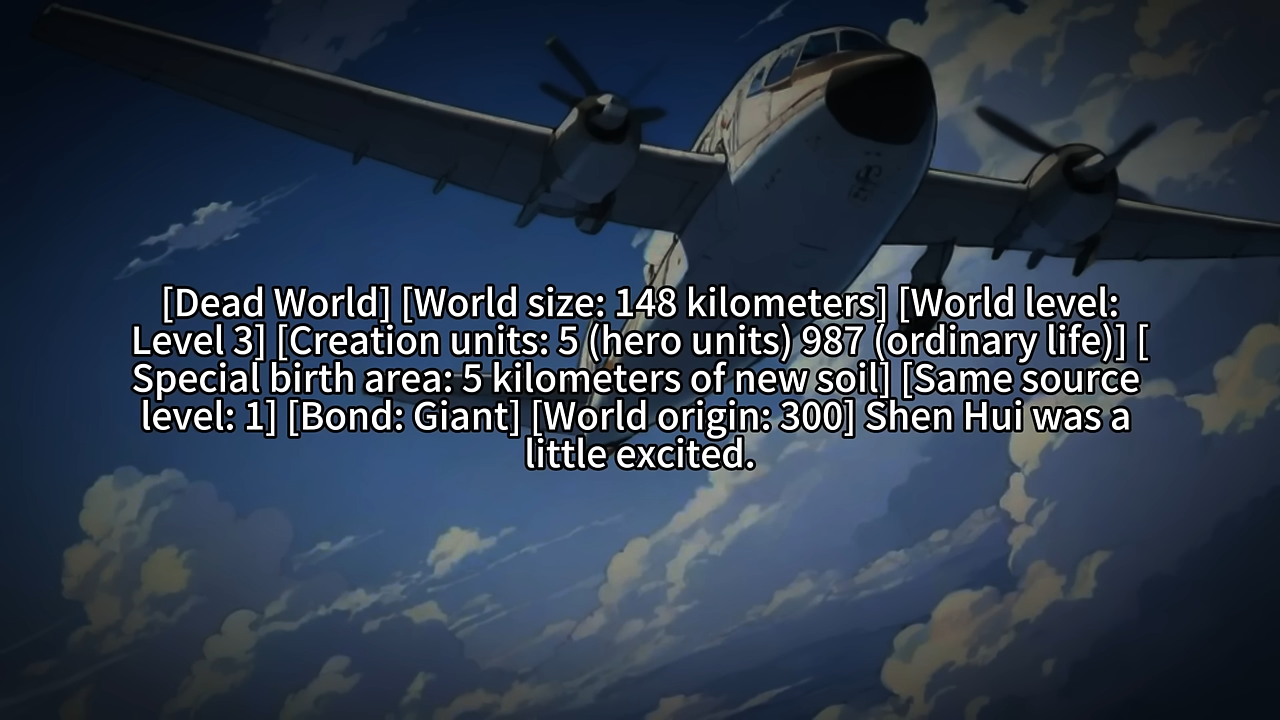 [Dead World] [World size: 148 kilometers] [World level:
Level 3] [Creation units: 5 (hero units) 987 (ordinary life)] [
Special birth area: 5 kilometers of new soil] [Same source
level: 1] [Bond: Giant] [World origin: 300] Shen Hui was a
little excited.